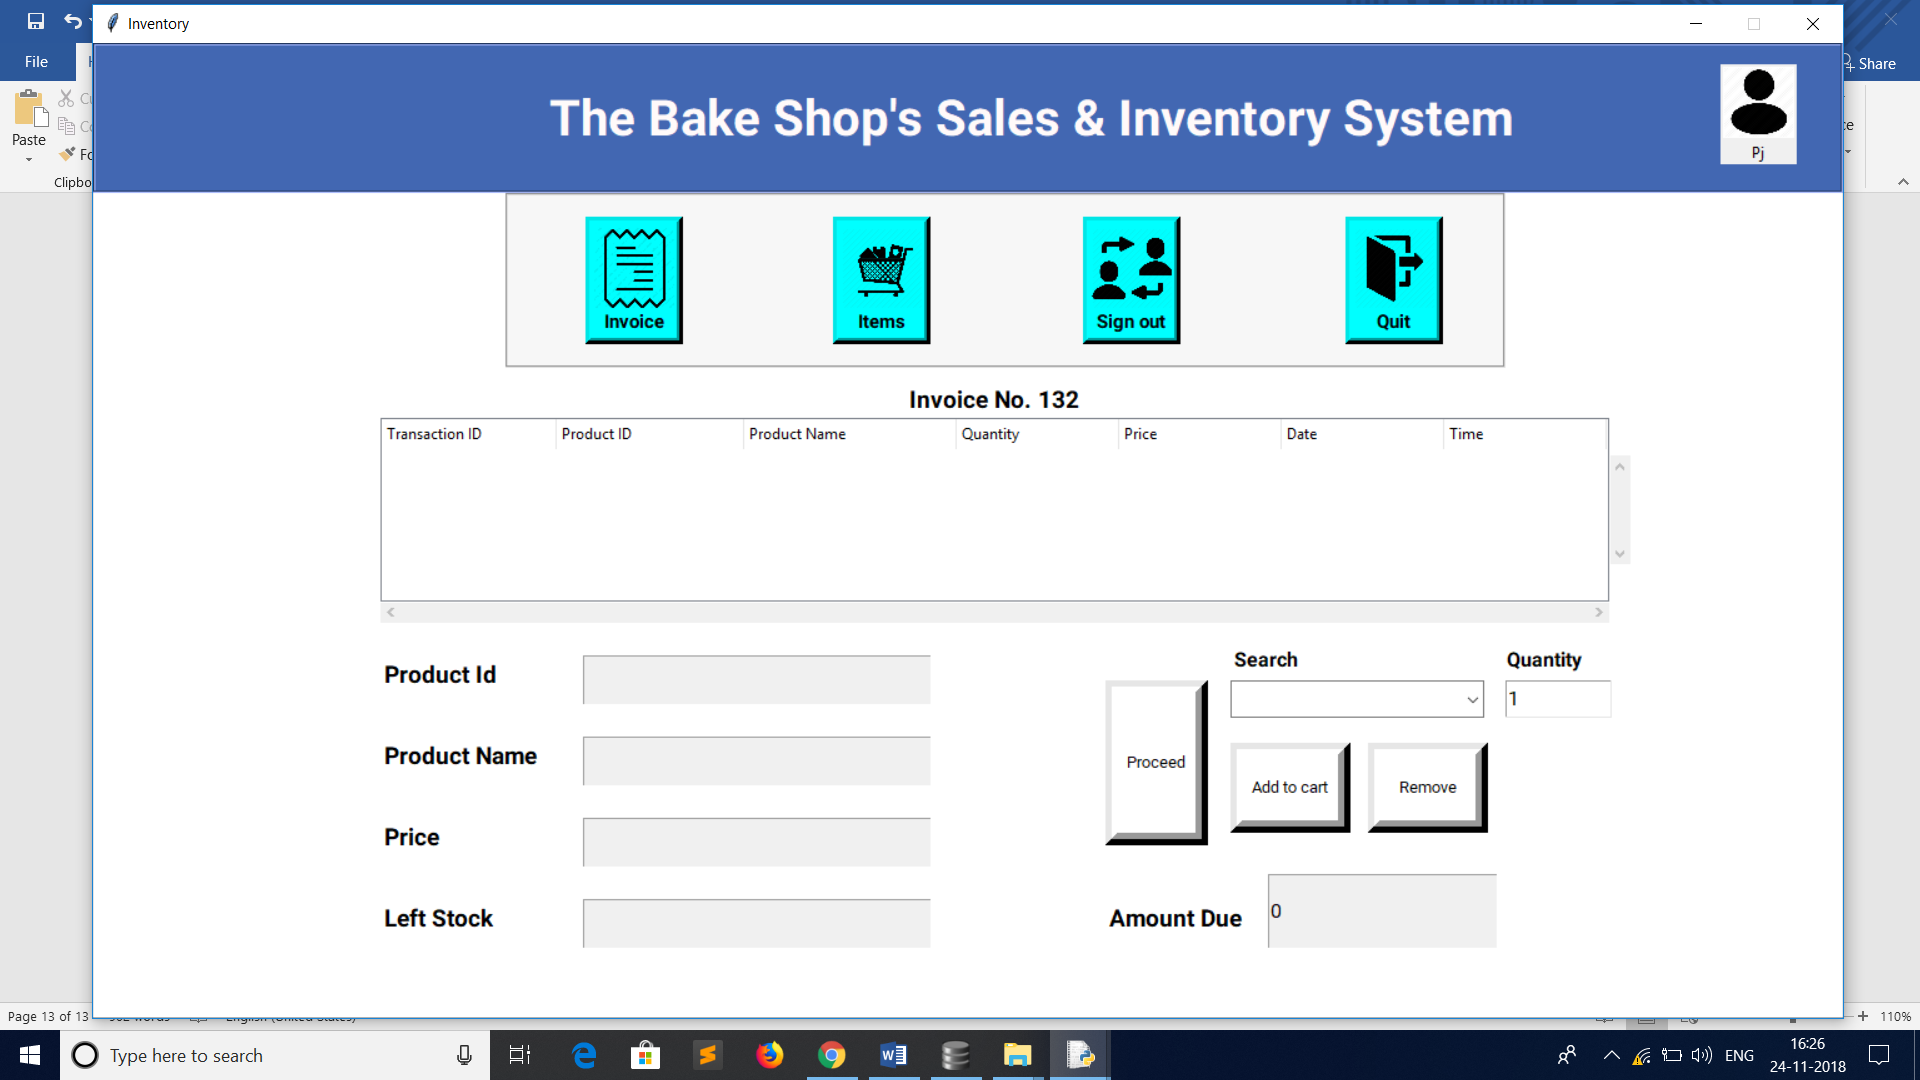 Inventory
File
Share
The Bake Shop's Sales & Inventory System
Paste
Pj
Clipbo
Invoice
Items
Sign out
Quit
Invoice No. 132
Transaction ID Product ID Product Name Quantity Price Date Time
Search Quantity
Product Id
1
Product Name
Proceed
Add to cart Remove
Price
Left Stock
Amount Due 0
Page 13 of 13
English (United States)
110%
Type here to search
ENG
16:26
24-11-2018